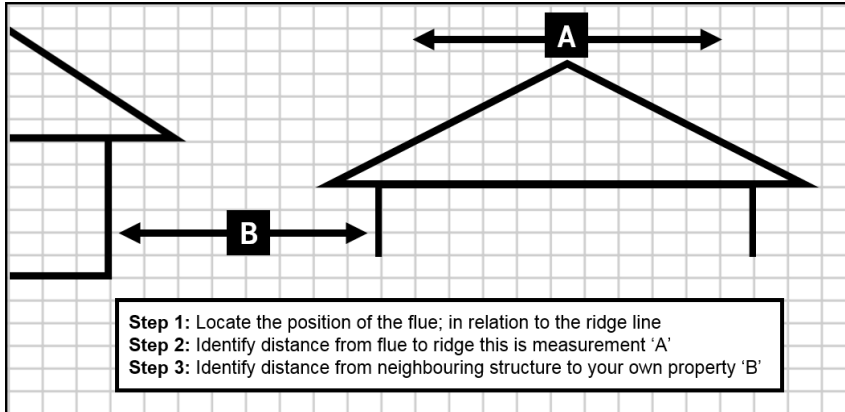 A
B
Step 1: Locate the position of the flue; in relation to the ridge line
Step 2: Identify distance from flue to ridge this is measurement ‘A’
Step 3: Identify distance from neighbouring structure to your own property ‘B’